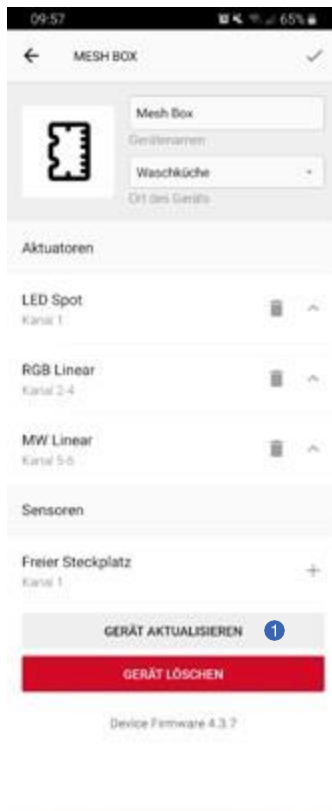 09:57 65%
MESH BOX
Mesh Box
Gerätenamen
Waschküche
Ort des Geräts
Aktuatoren
LED Spot
Kanal 1
RGB Linear
Kanal 2-4
MW Linear
Kanal 5-6
Sensoren
Freier Steckplatz
Kanal 1
GERÄT AKTUALISIEREN 1
GERÄT LÖSCHEN
Device Firmware 4.3.7